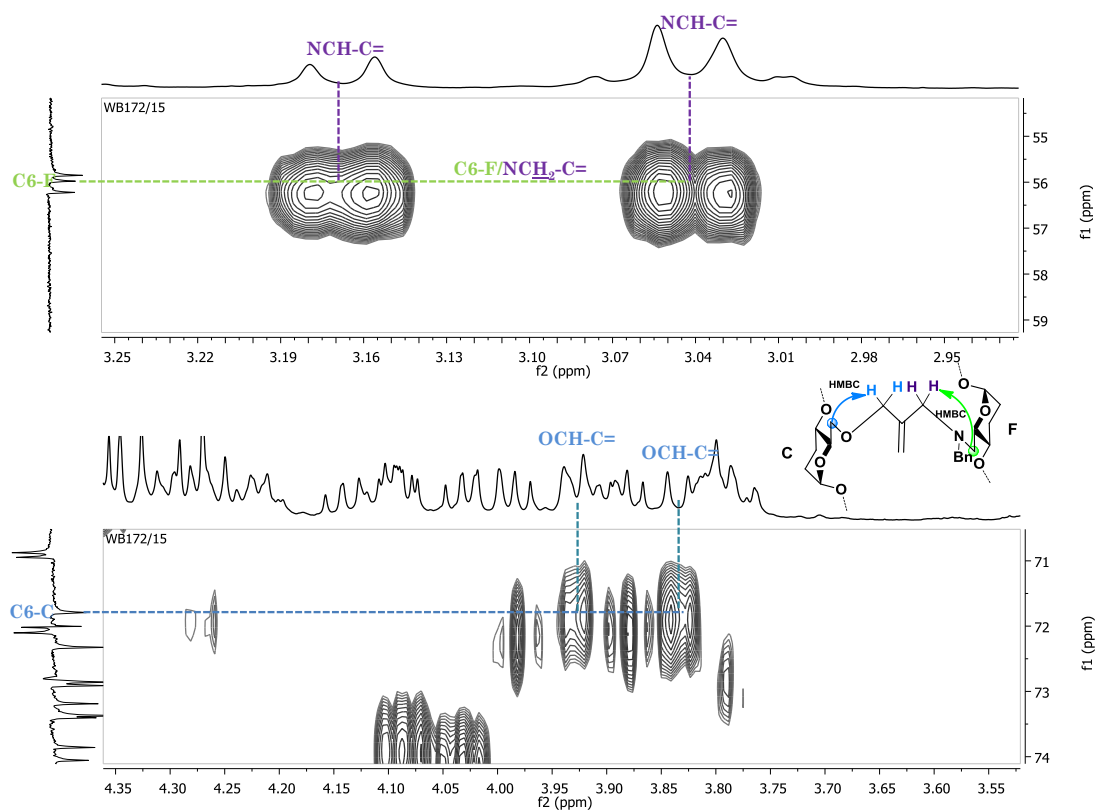 NCH-C=
NCH-C=
WB172/15
C6-F
C6-F/NCH₂-C=
55
56
57
58
59
f1 (ppm)
3.25 3.22 3.19 3.16 3.13 3.10 3.07 3.04 3.01 2.98 2.95
f2 (ppm)
HMBC
H H H H
HMBC
O
O
O
O
O
O
O
N
Bn
C
F
OCH-C=
OCH-C=
WB172/15
C6-C
71
72
73
74
f1 (ppm)
4.35 4.30 4.25 4.20 4.15 4.10 4.05 4.00 3.95 3.90 3.85 3.80 3.75 3.70 3.65 3.60 3.55
f2 (ppm)